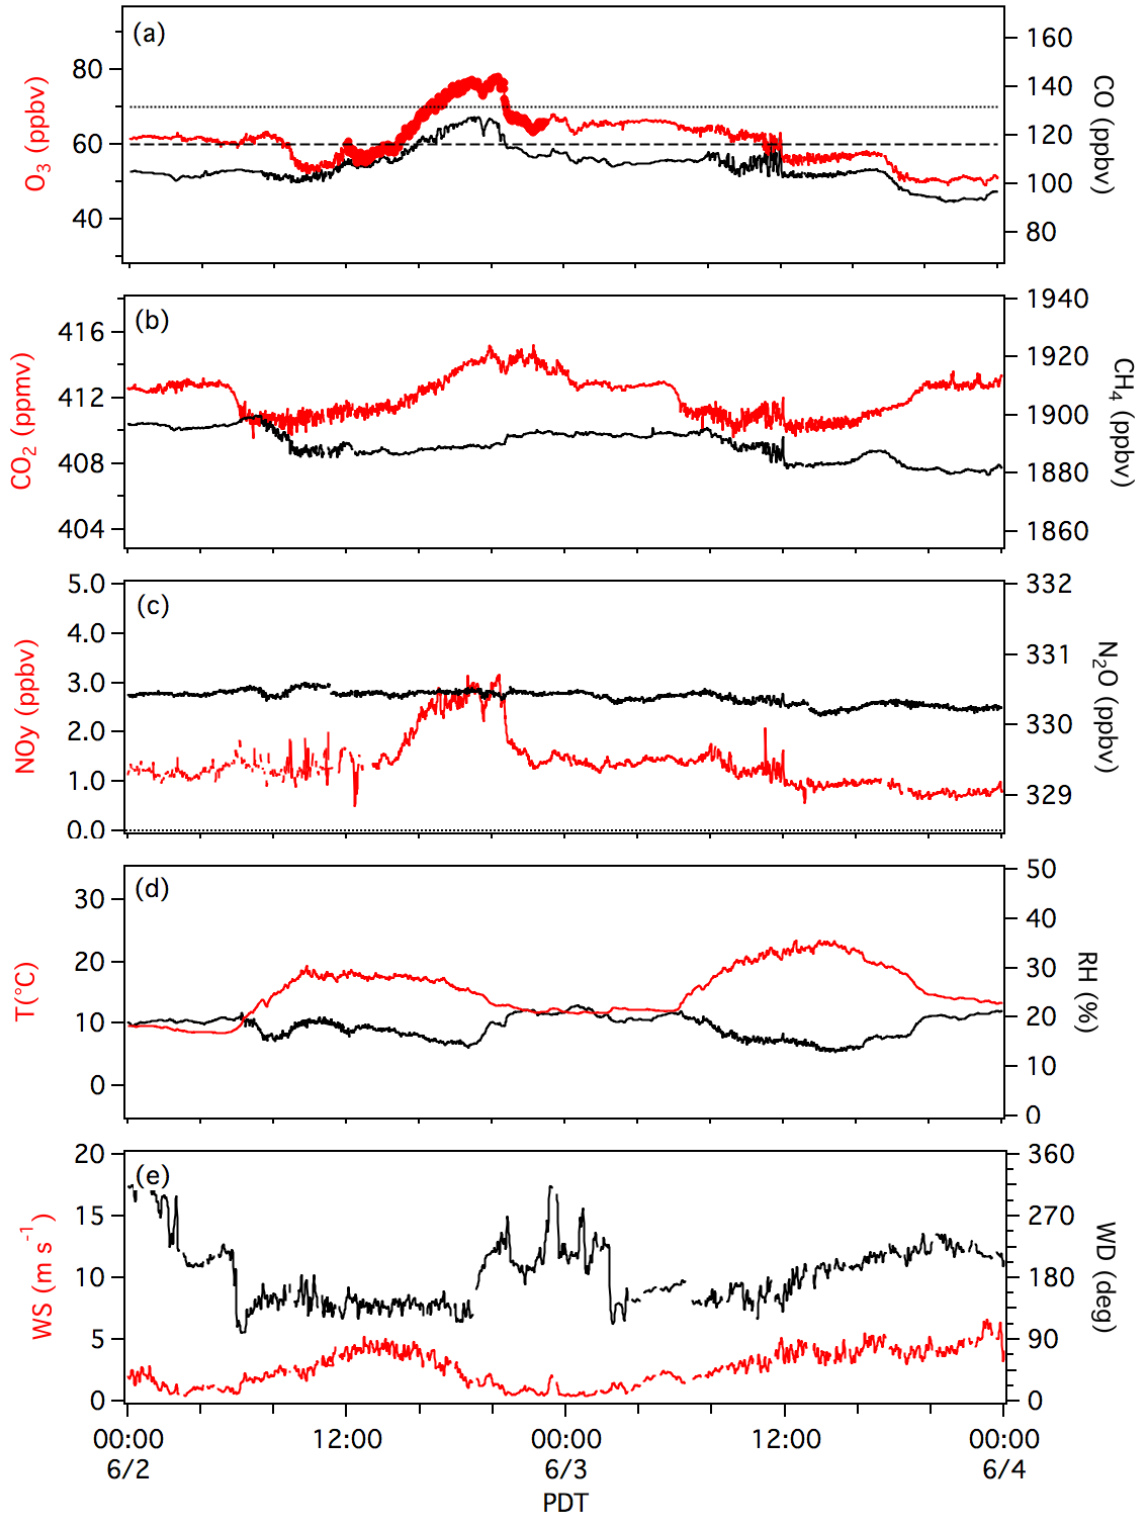 (a)
80
60
40
O3 (ppbv)
160
140
120
100
80
CO (ppbv)
(b)
416
412
408
404
CO2 (ppmv)
1940
1920
1900
1880
1860
CH4 (ppbv)
(c)
5.0
4.0
3.0
2.0
1.0
0.0
NOy (ppbv)
332
331
330
329
N2O (ppbv)
(d)
30
20
10
0
T(°C)
50
40
30
20
10
0
RH (%)
(e)
20
15
10
5
0
WS (m s-1)
360
270
180
90
0
WD (deg)
00:00 12:00 00:00 12:00 00:00
6/2 6/3 6/4
PDT